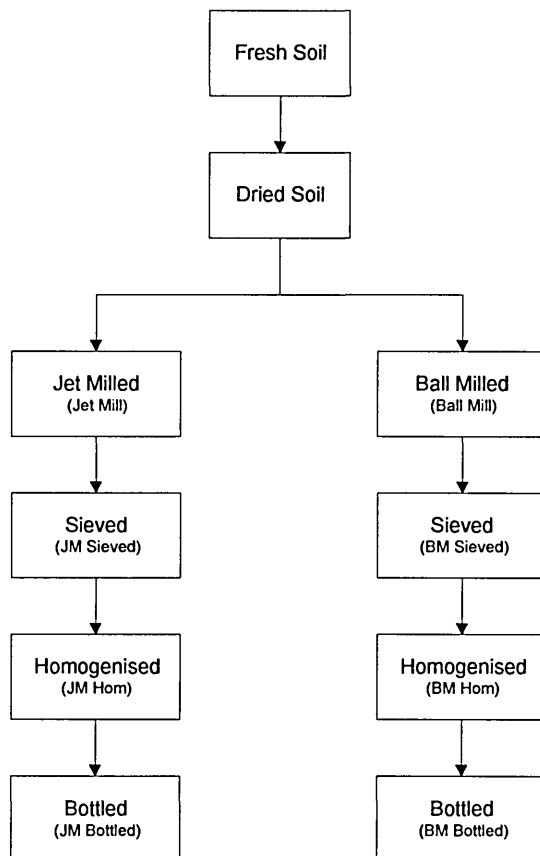 Fresh Soil
Dried Soil
Jet Milled
(Jet Mill)
Ball Milled
(Ball Mill)
Sieved
(JM Sieved)
Sieved
(BM Sieved)
Homogenised
(JM Hom)
Homogenised
(BM Hom)
Bottled
(JM Bottled)
Bottled
(BM Bottled)